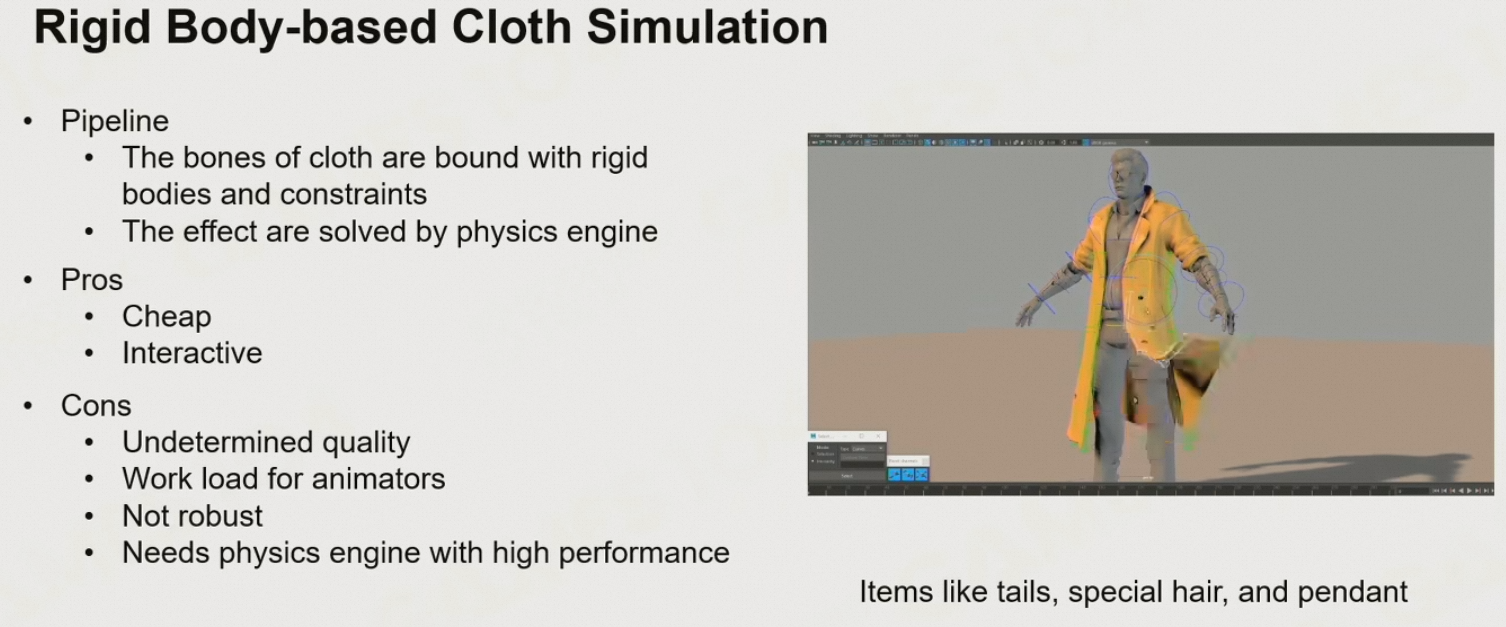 Rigid Body-based Cloth Simulation
• Pipeline
• The bones of cloth are bound with rigid
bodies and constraints
• The effect are solved by physics engine
• Pros
• Cheap
• Interactive
• Cons
• Undetermined quality
• Work load for animators
• Not robust
• Needs physics engine with high performance
Items like tails, special hair, and pendant